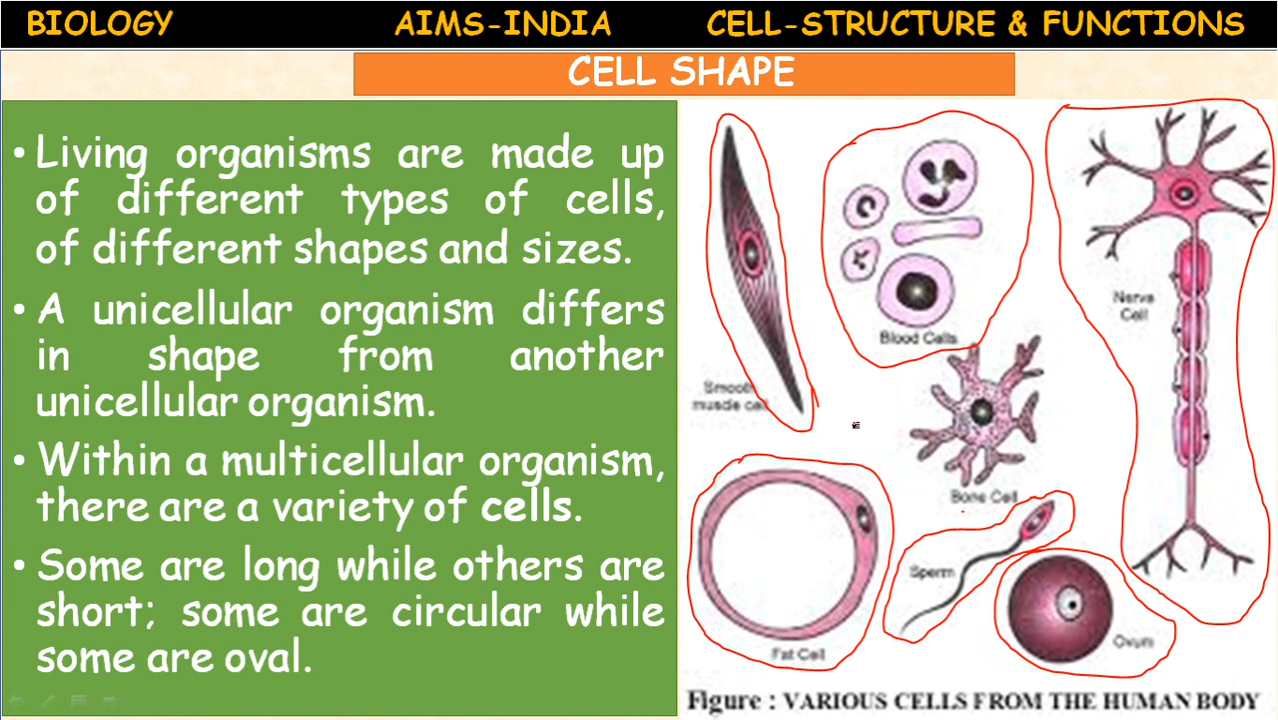 BIOLOGY AIMS-INDIA CELL-STRUCTURE & FUNCTIONS
CELL SHAPE
• Living organisms are made up
of different types of cells,
of different shapes and sizes.
• A unicellular organism differs
in shape from another
unicellular organism.
• Within a multicellular organism,
there are a variety of cells.
• Some are long while others are
short; some are circular while
some are oval.
Smooth
muscle cell
Blood Cells
Nerve
Cell
Bone Cell
Fat Cell
Sperm
Ovum
Figure : VARIOUS CELLS FROM THE HUMAN BODY